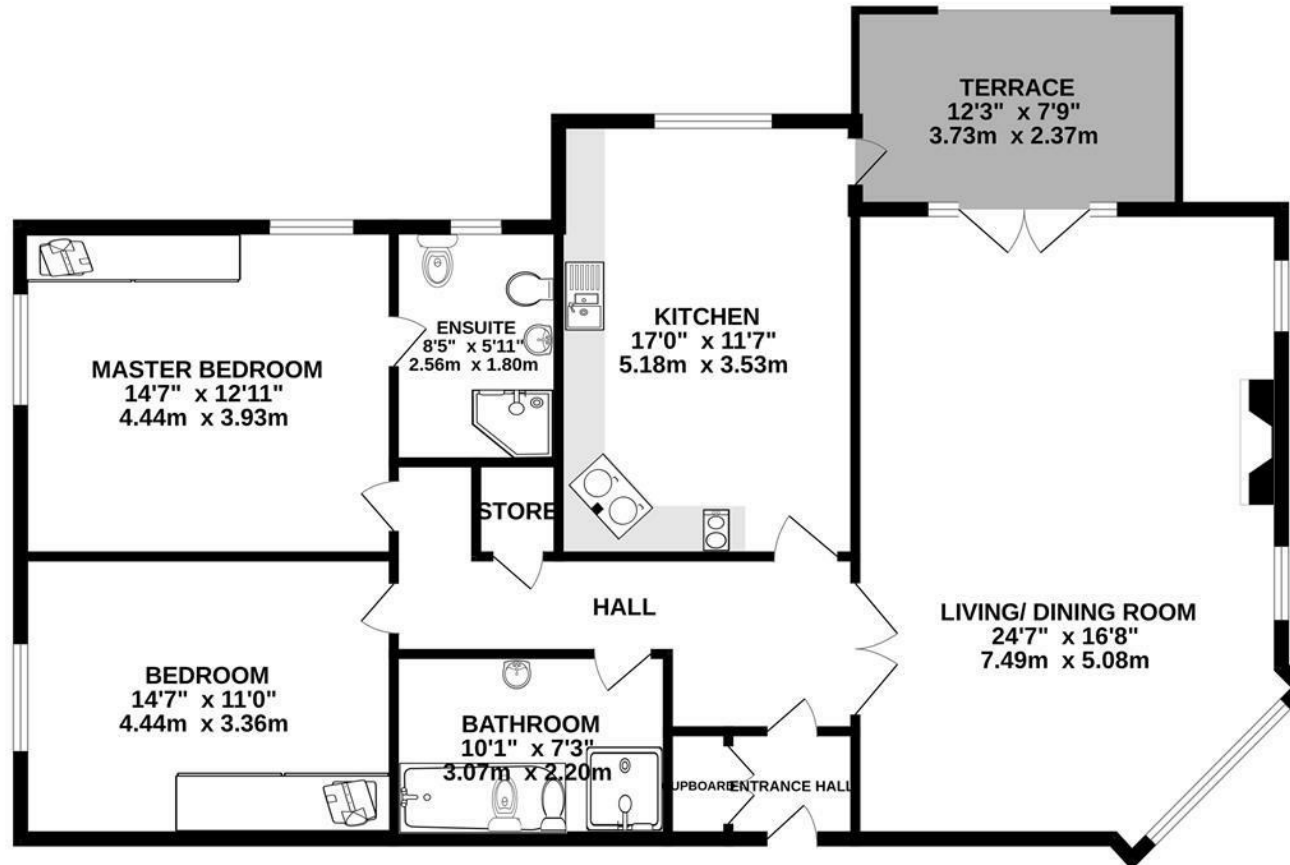 TERRACE
12'3" x 7'9"
3.73m x 2.37m
KITCHEN
17'0" x 11'7"
5.18m x 3.53m
ENSUITE
8'5" x 5'11"
2.56m x 1.80m
MASTER BEDROOM
14'7" x 12'11"
4.44m x 3.93m
STORE
HALL
LIVING/ DINING ROOM
24'7" x 16'8"
7.49m x 5.08m
BEDROOM
14'7" x 11'0"
4.44m x 3.36m
BATHROOM
10'1" x 7'3"
3.07m x 2.20m
CUPBOARD
ENTRANCE HALL